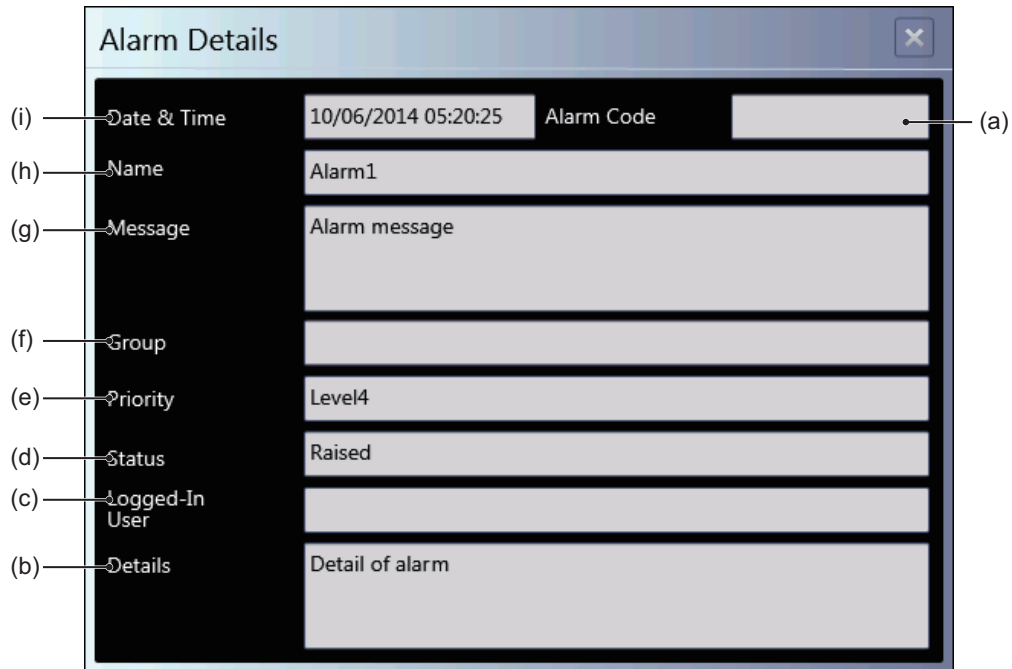 Alarm Details
(i) Date & Time 10/06/2014 05:20:25 Alarm Code (a)
(h) Name Alarm1
(g) Message Alarm message
(f) Group
(e) Priority Level4
(d) Status Raised
(c) Logged-In
User
(b) Details Detail of alarm